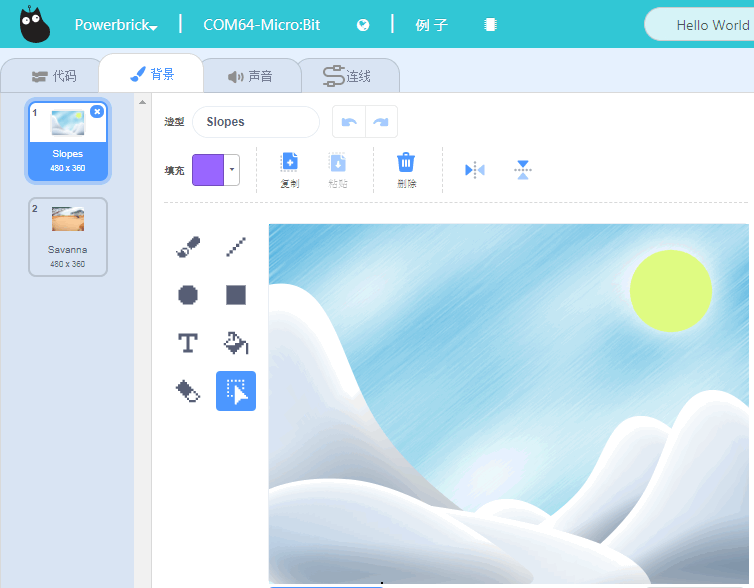 Powerbrick COM64-Micro:Bit 例子 Hello World
代码 背景 声音 连线
1
Slopes
480 x 360
2
Savanna
480 x 360
造型 Slopes
填充 复制 粘贴 删除
T